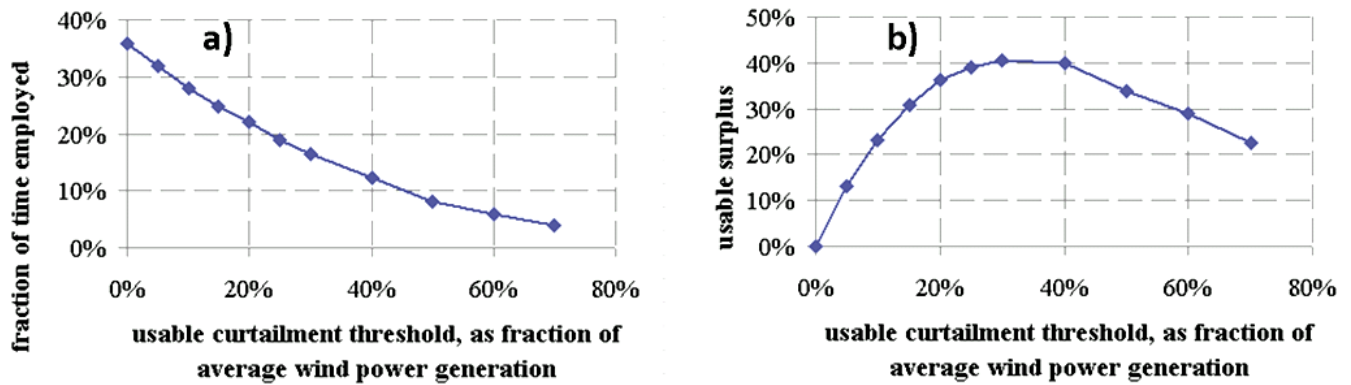 a)
40%
30%
20%
10%
0%
0% 20% 40% 60% 80%
fraction of time employed
usable curtailment threshold, as fraction of
average wind power generation
b)
50%
40%
30%
20%
10%
0%
0% 20% 40% 60% 80%
usable surplus
usable curtailment threshold, as fraction of
average wind power generation